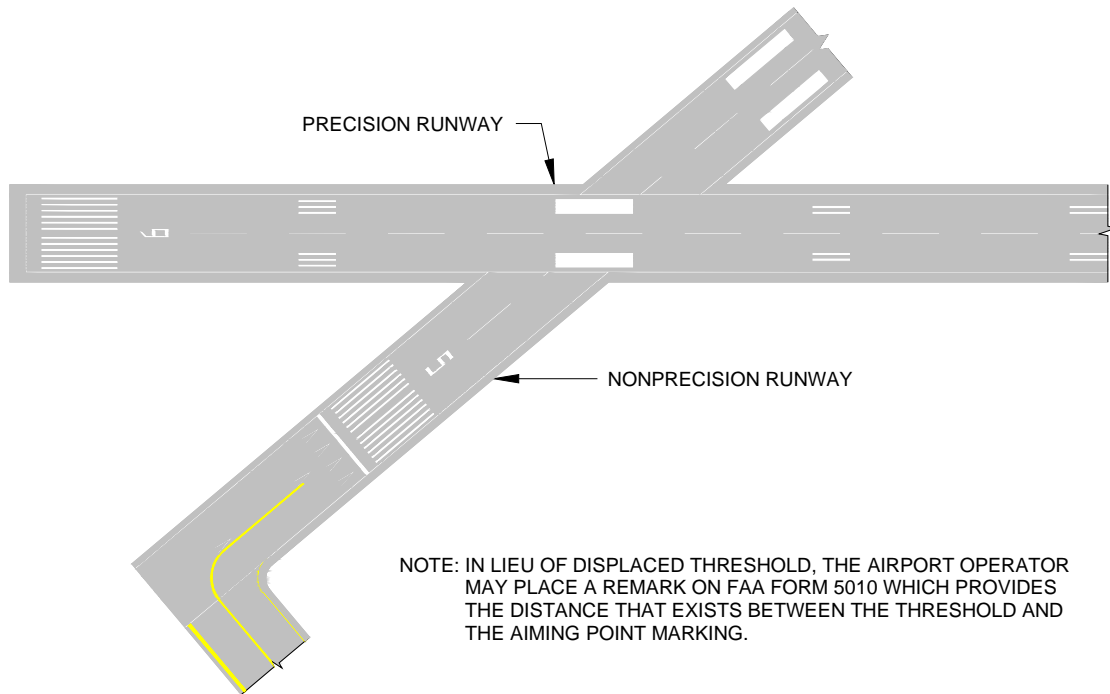 PRECISION RUNWAY
9
5
NONPRECISION RUNWAY
NOTE: IN LIEU OF DISPLACED THRESHOLD, THE AIRPORT OPERATOR
MAY PLACE A REMARK ON FAA FORM 5010 WHICH PROVIDES
THE DISTANCE THAT EXISTS BETWEEN THE THRESHOLD AND
THE AIMING POINT MARKING.